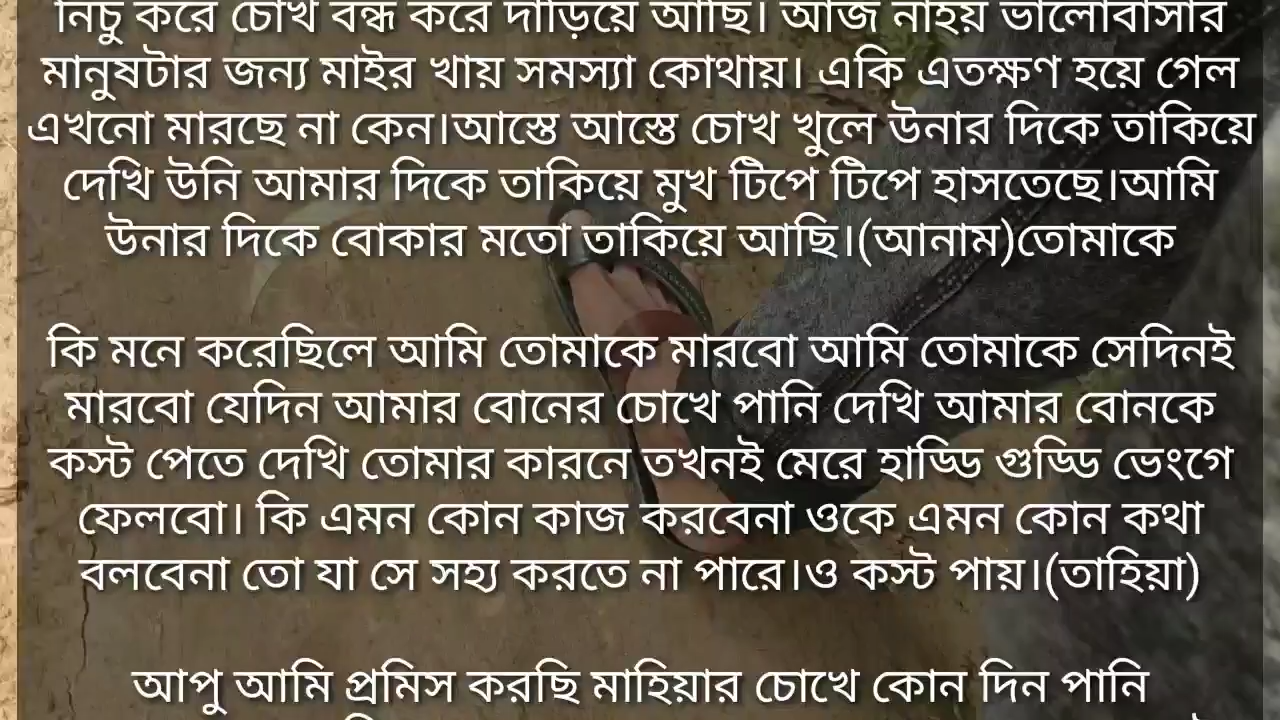 নিচু করে চোখ বন্ধ করে দাড়িয়ে আছি। আজ নাহয় ভালোবাসার
মানুষটার জন্য মাইর খায় সমস্যা কোথায়। একি এতক্ষণ হয়ে গেল
এখনো মারছে না কেন।আস্তে আস্তে চোখ খুলে উনার দিকে তাকিয়ে
দেখি উনি আমার দিকে তাকিয়ে মুখ টিপে টিপে হাসতেছে।আমি
উনার দিকে বোকার মতো তাকিয়ে আছি।(আনাম)তোমাকে
কি মনে করেছিলে আমি তোমাকে মারবো আমি তোমাকে সেদিনই
মারবো যেদিন আমার বোনের চোখে পানি দেখি আমার বোনকে
কস্ট পেতে দেখি তোমার কারনে তখনই মেরে হাড্ডি গুড্ডি ভেংগে
ফেলবো। কি এমন কোন কাজ করবেনা ওকে এমন কোন কথা
বলবেনা তো যা সে সহ্য করতে না পারে।ও কস্ট পায়।(তাহিয়া)
আপু আমি প্রমিস করছি মাহিয়ার চোখে কোন দিন পানি